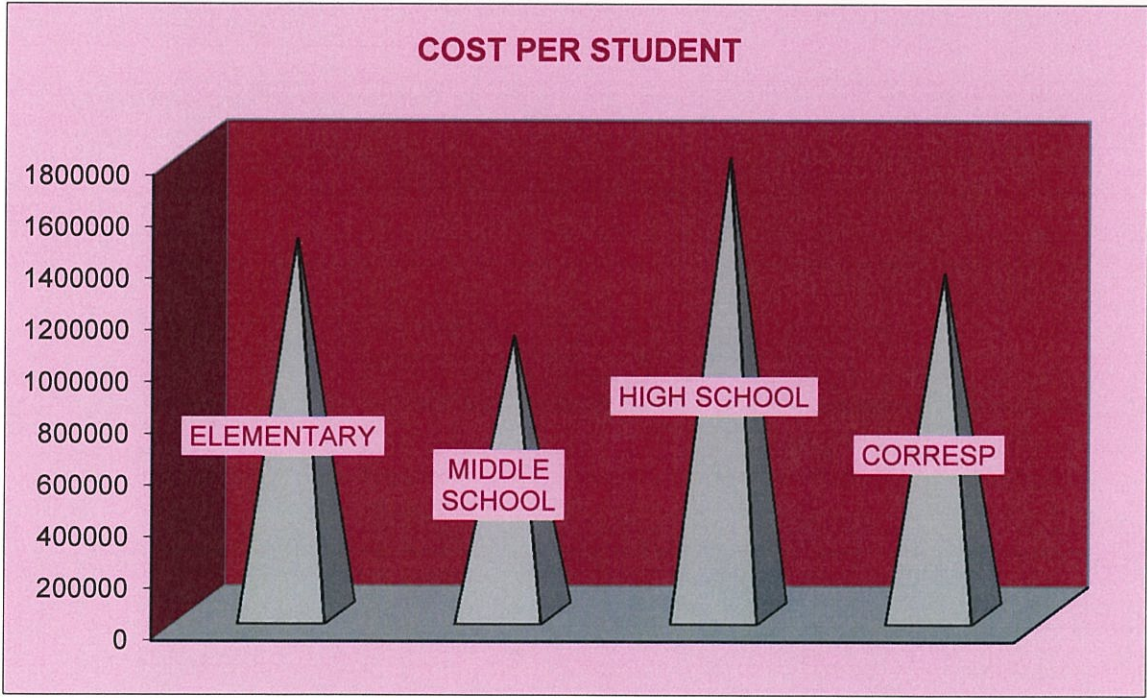 COST PER STUDENT
1800000
1600000
1400000
1200000
1000000
800000
600000
400000
200000
0
ELEMENTARY
MIDDLE
SCHOOL
HIGH SCHOOL
CORRESP